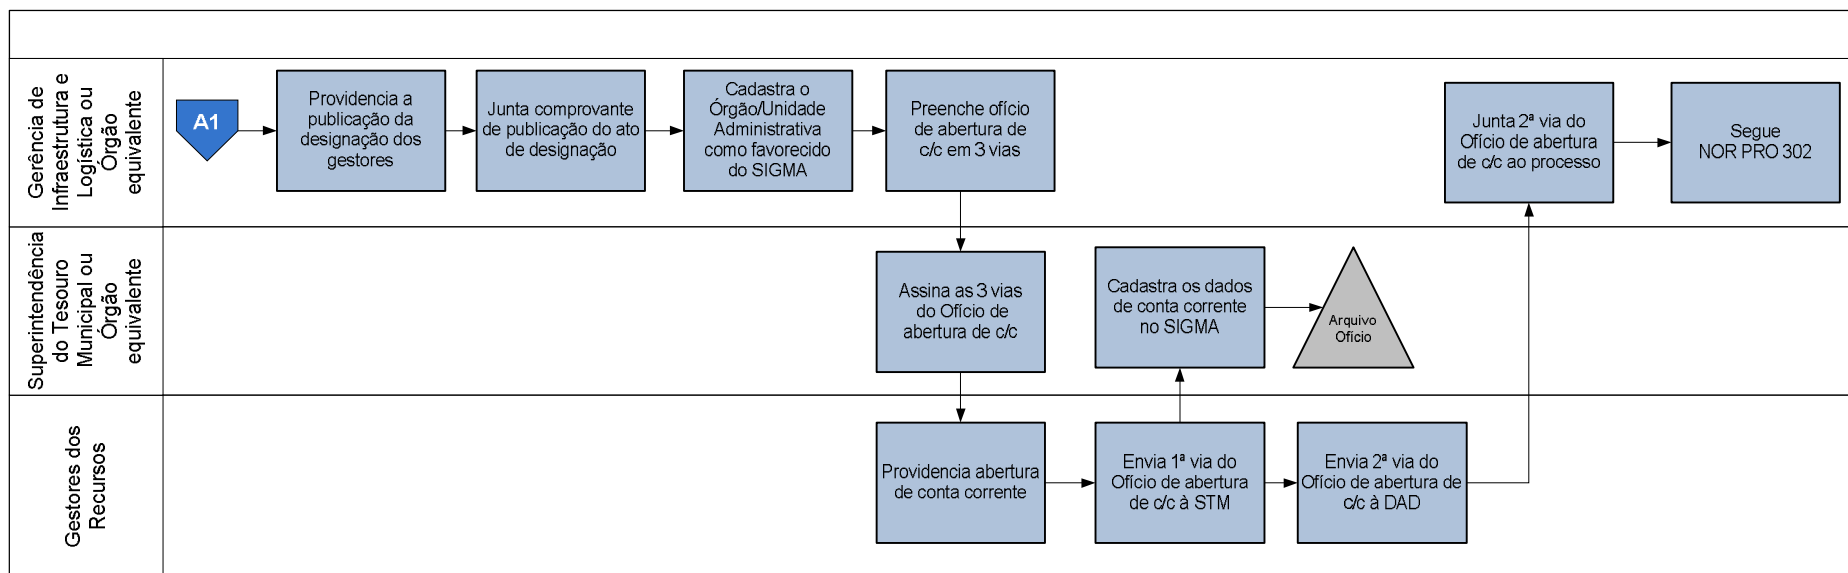 Gerência de
Infraestrutura e
Logística ou
Órgão
equivalente
A1
Providencia a
publicação da
designação dos
gestores
Junta comprovante
de publicação do ato
de designação
Cadastra o
Órgão/Unidade
Administrativa
como favorecido
do SIGMA
Preenche ofício
de abertura de
c/c em 3 vias
Junta 2ª via do
Ofício de abertura
de c/c ao processo
Segue
NOR PRO 302
Superintendência
do Tesouro
Municipal ou
Órgão
equivalente
Assina as 3 vias
do Ofício de
abertura de c/c
Cadastra os dados
de conta corrente
no SIGMA
Arquivo
Ofício
Gestores dos
Recursos
Providencia abertura
de conta corrente
Envia 1ª via do
Ofício de abertura
de c/c à STM
Envia 2ª via do
Ofício de abertura de
c/c à DAD